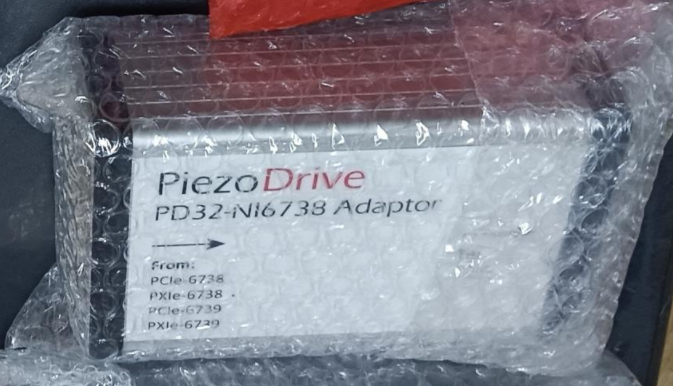 PiezoDrive
PD32-NI6738 Adaptor
From:
PCIe-6738
PXIe-6738
PCIe-6739
PXIe-6739